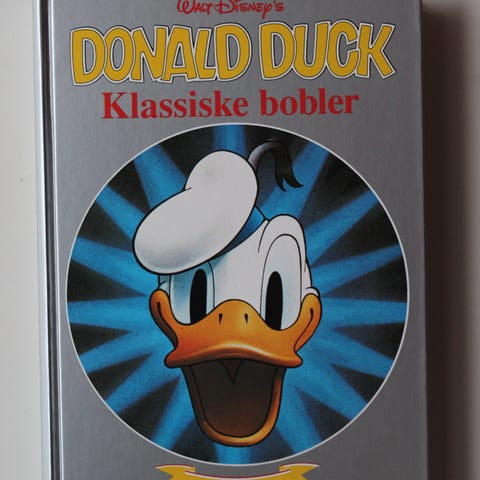 Walt Disney's
DONALD DUCK
Klassiske bobler